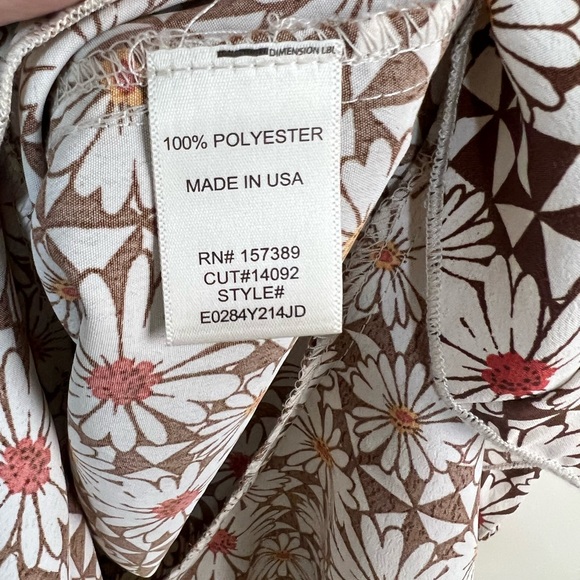 DIMENSION LBL
100% POLYESTER
MADE IN USA
RN# 157389
CUT#14092
STYLE#
E0284Y214JD